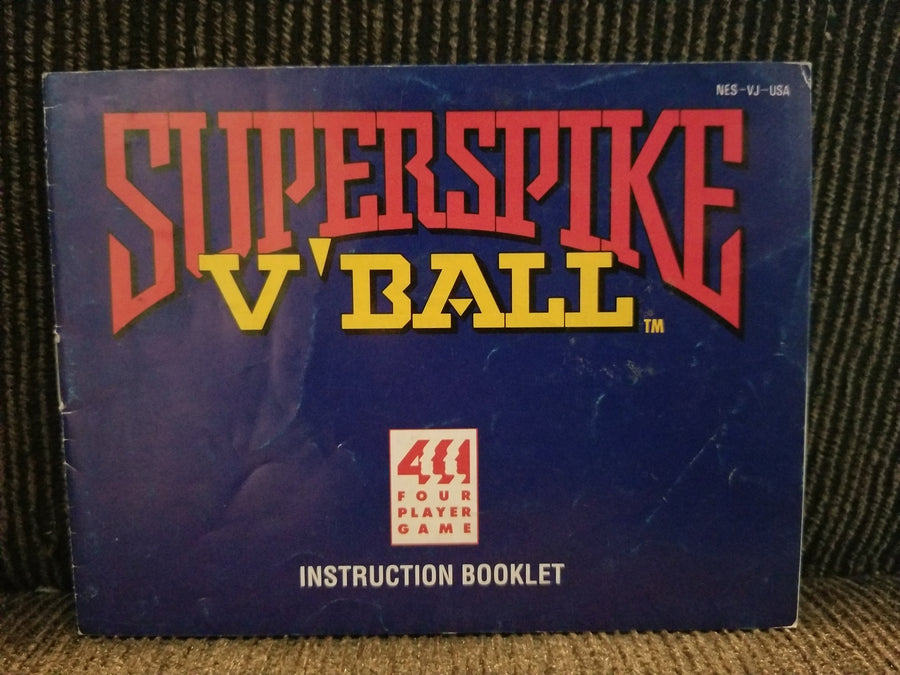 NES-VJ-USA
SUPERSPIKE
V'BALL
TM
4
FOUR
PLAYER
GAME
INSTRUCTION BOOKLET